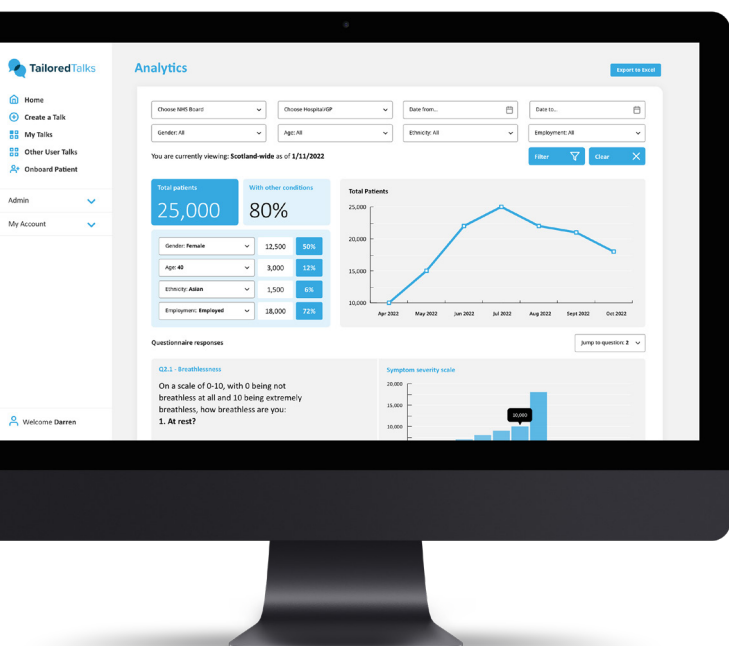 TailoredTalks
Home
Create a Talk
My Talks
Other User Talks
Onboard Patient
Admin
My Account
Welcome Darren
Analytics
Export to Excel
Choose NHS Board
Choose Hospital/GP
Date from...
Date to...
Gender: All
Age: All
Ethnicity: All
Employment: All
You are currently viewing: Scotland-wide as of 1/11/2022
Filter
Clear
Total patients
25,000
With other conditions
80%
Gender: Female 12,500 50%
Age: 40 3,000 12%
Ethnicity: Asian 1,500 6%
Employment: Employed 18,000 72%
Total Patients
25,000
20,000
15,000
10,000
Apr 2022 May 2022 Jun 2022 Jul 2022 Aug 2022 Sept 2022 Oct 2022
Questionnaire responses
Jump to question: 2
Q2.1 - Breathlessness
On a scale of 0-10, with 0 being not
breathless at all and 10 being extremely
breathless, how breathless are you:
1. At rest?
Symptom severity scale
20,000
15,000
10,000
10,000